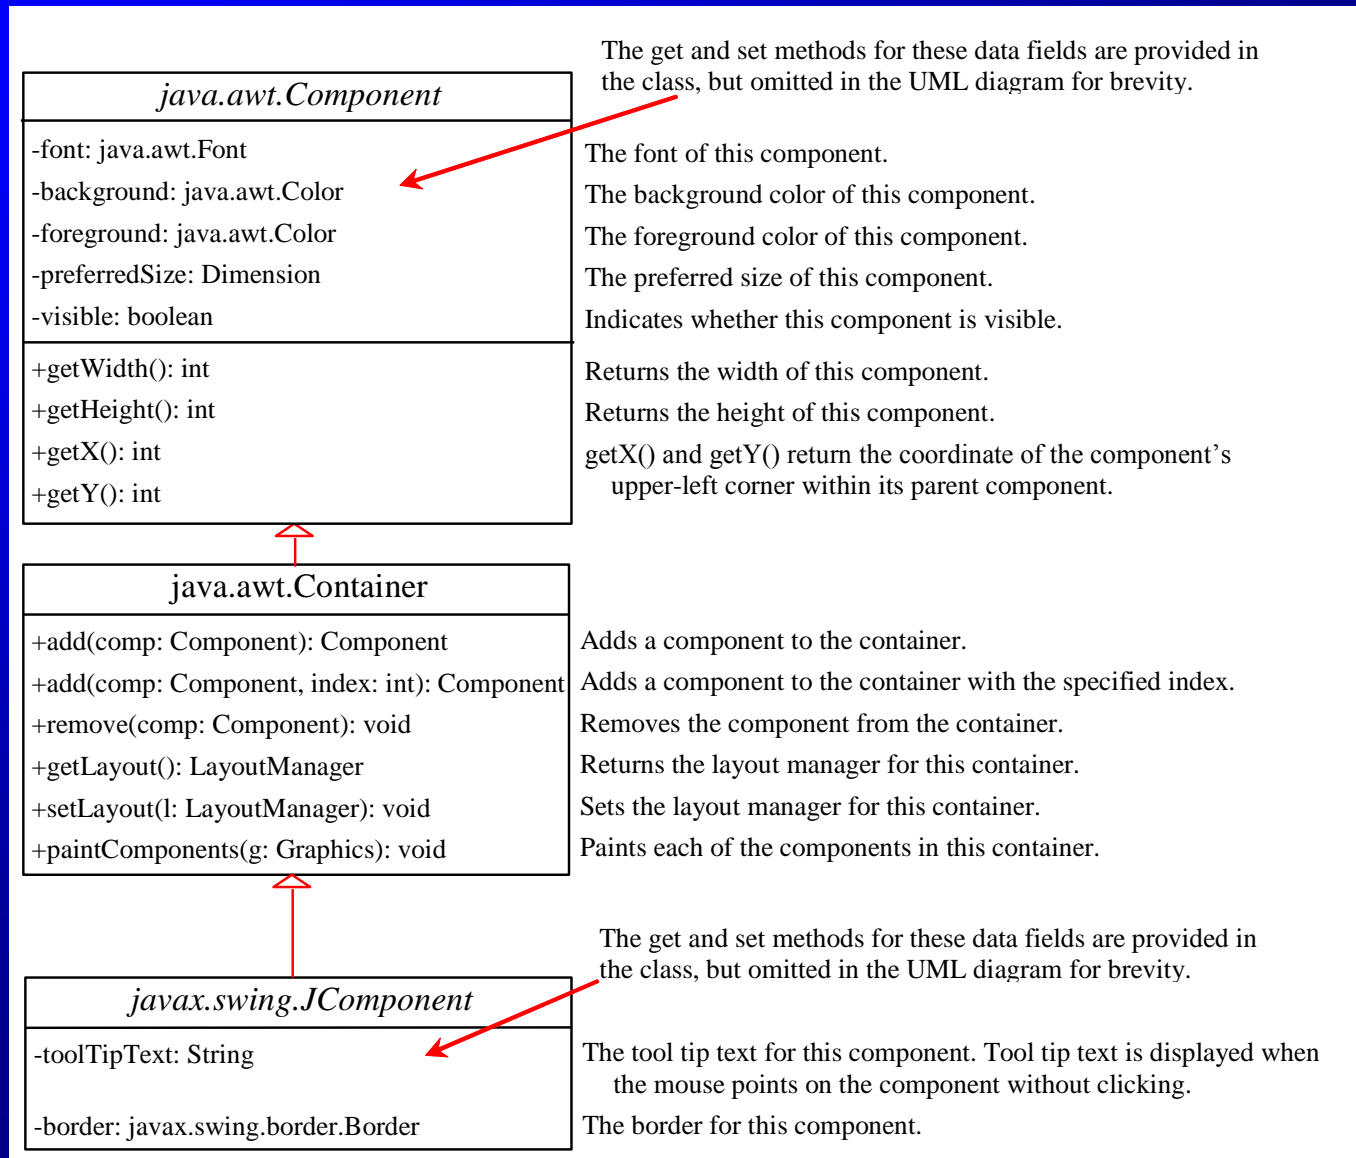 The get and set methods for these data fields are provided in
the class, but omitted in the UML diagram for brevity.
java.awt.Component
-font: java.awt.Font
The font of this component.
-background: java.awt.Color
The background color of this component.
-foreground: java.awt.Color
The foreground color of this component.
-preferredSize: Dimension
The preferred size of this component.
-visible: boolean
Indicates whether this component is visible.
+getWidth(): int
Returns the width of this component.
+getHeight(): int
Returns the height of this component.
+getX(): int
getX() and getY() return the coordinate of the component’s
upper-left corner within its parent component.
+getY(): int
java.awt.Container
+add(comp: Component): Component
Adds a component to the container.
+add(comp: Component, index: int): Component
Adds a component to the container with the specified index.
+remove(comp: Component): void
Removes the component from the container.
+getLayout(): LayoutManager
Returns the layout manager for this container.
+setLayout(l: LayoutManager): void
Sets the layout manager for this container.
+paintComponents(g: Graphics): void
Paints each of the components in this container.
The get and set methods for these data fields are provided in
the class, but omitted in the UML diagram for brevity.
javax.swing.JComponent
-toolTipText: String
The tool tip text for this component. Tool tip text is displayed when
the mouse points on the component without clicking.
-border: javax.swing.border.Border
The border for this component.